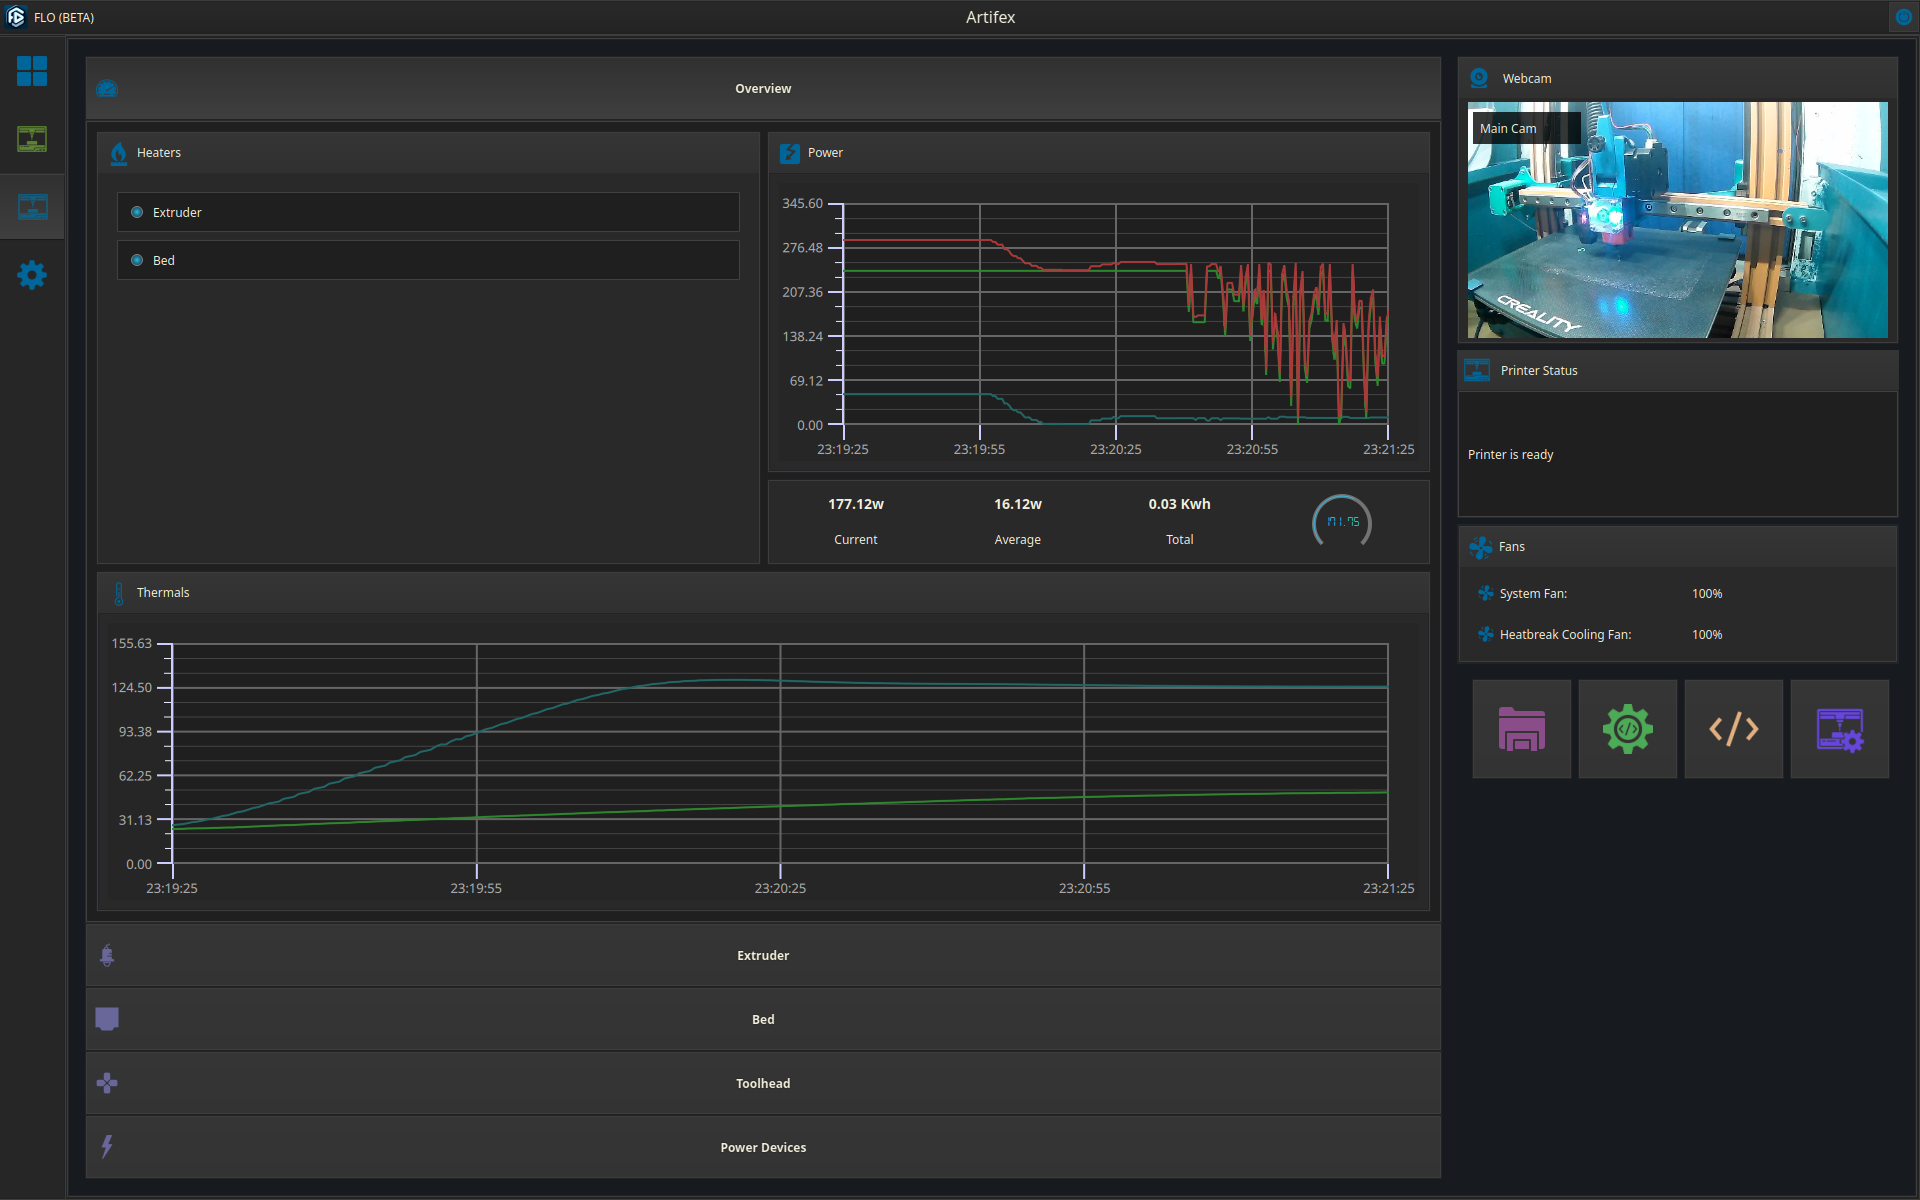 FLO (BETA)
Artifex
Overview
Heaters
Extruder
Bed
Power
345.60
276.48
207.36
138.24
69.12
0.00
23:19:25
23:19:55
23:20:25
23:20:55
23:21:25
177.12w
16.12w
0.03 Kwh
171.75
Current
Average
Total
Thermals
155.63
124.50
93.38
62.25
31.13
0.00
23:19:25
23:19:55
23:20:25
23:20:55
23:21:25
Extruder
Bed
Toolhead
Power Devices
Webcam
Main Cam
CREALITY
Printer Status
Printer is ready
Fans
System Fan:
100%
Heatbreak Cooling Fan:
100%